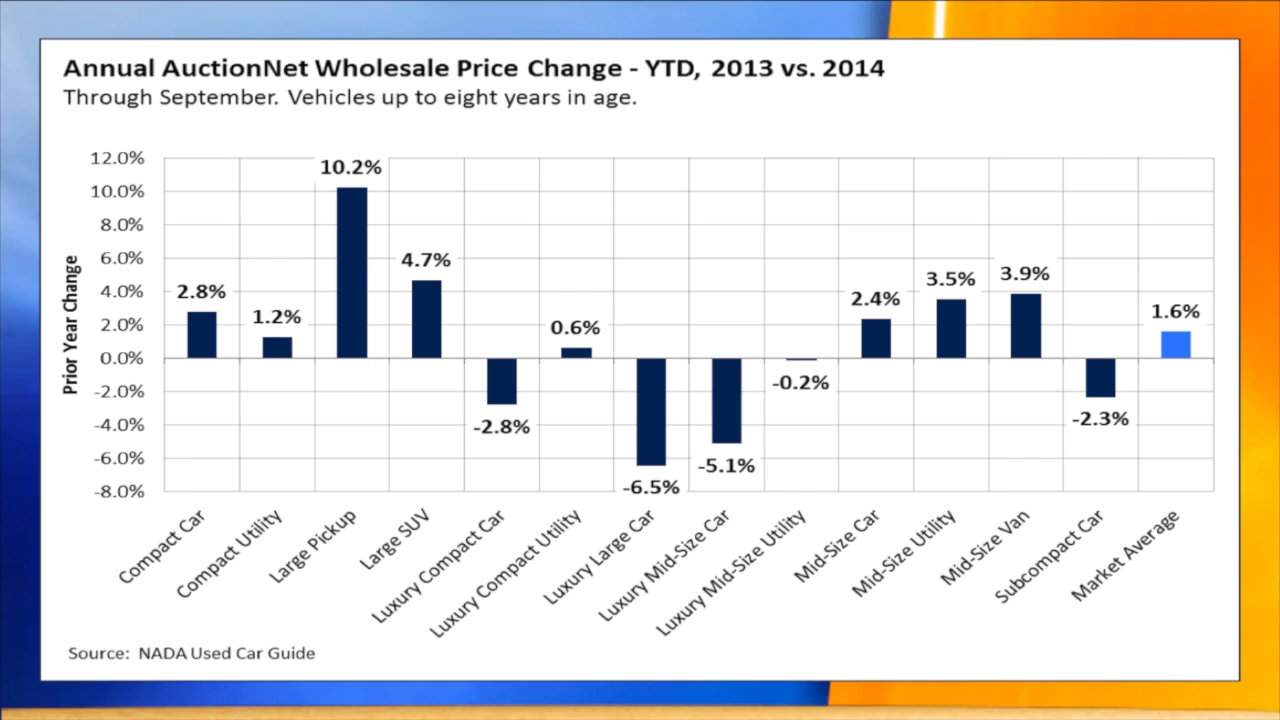 Annual AuctionNet Wholesale Price Change - YTD, 2013 vs. 2014
Through September. Vehicles up to eight years in age.
Prior Year Change
12.0%
10.0%
8.0%
6.0%
4.0%
2.0%
0.0%
-2.0%
-4.0%
-6.0%
-8.0%
2.8%
1.2%
10.2%
4.7%
-2.8%
0.6%
-6.5%
-5.1%
-0.2%
2.4%
3.5%
3.9%
-2.3%
1.6%
Compact Car
Compact Utility
Large Pickup
Large SUV
Luxury Compact Car
Luxury Compact Utility
Luxury Large Car
Luxury Mid-Size Car
Luxury Mid-Size Utility
Mid-Size Car
Mid-Size Utility
Mid-Size Van
Subcompact Car
Market Average
Source: NADA Used Car Guide